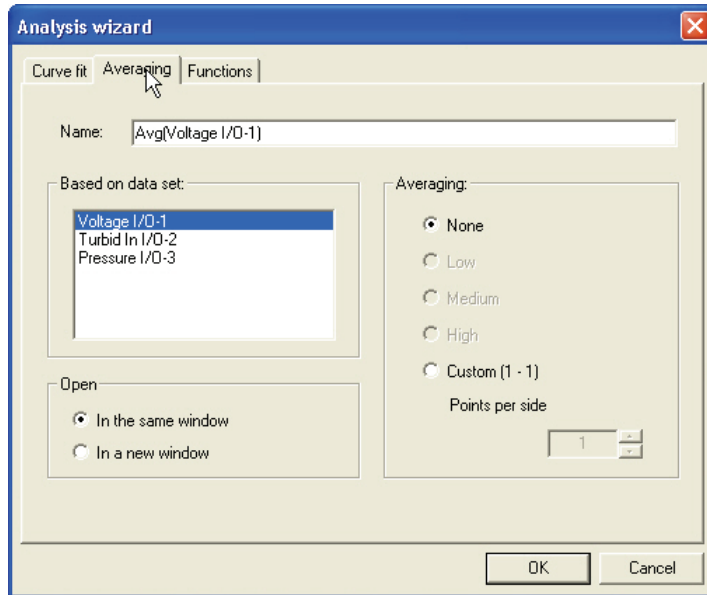 Analysis wizard
Curve fit
Averaging
Functions
Name:
Avg(Voltage I/O-1)
Based on data set:
Voltage I/O-1
Turbid In I/O-2
Pressure I/O-3
Open
In the same window
In a new window
Averaging:
None
Low
Medium
High
Custom (1 - 1)
Points per side
1
OK
Cancel